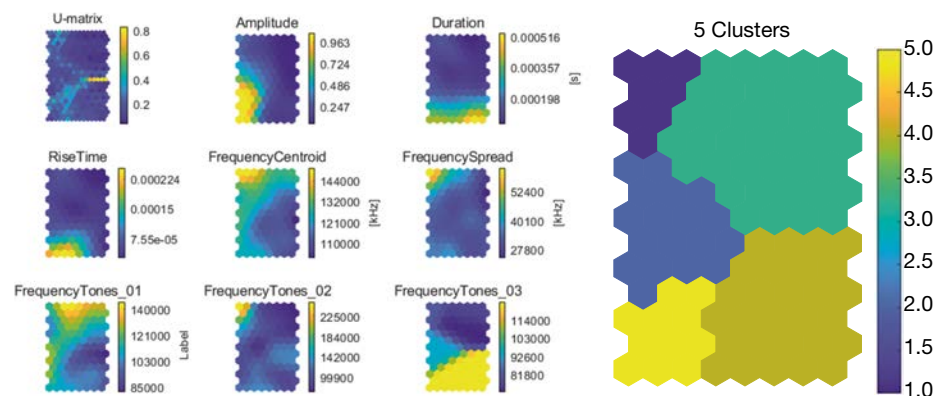 U-matrix
0.8
0.6
0.4
0.2
Amplitude
0.963
0.724
0.486
0.247
Duration
0.000516
0.000357
0.000198
[s]
RiseTime
0.000224
0.00015
7.55e-05
FrequencyCentroid
144000
132000
121000
110000
[kHz]
FrequencySpread
52400
40100
27800
[kHz]
FrequencyTones_01
140000
121000
103000
85000
Label
FrequencyTones_02
225000
184000
142000
99900
FrequencyTones_03
114000
103000
92600
81800
5 Clusters
5.0
4.5
4.0
3.5
3.0
2.5
2.0
1.5
1.0